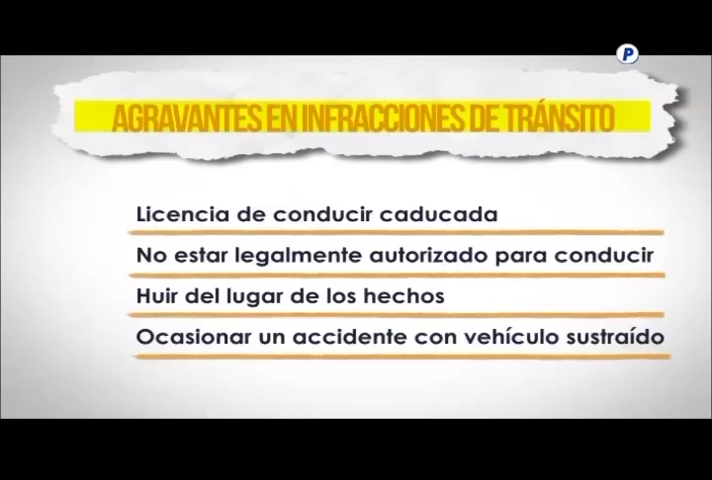 P
AGRAVANTES EN INFRACCIONES DE TRÁNSITO
Licencia de conducir caducada
No estar legalmente autorizado para conducir
Huir del lugar de los hechos
Ocasionar un accidente con vehículo sustraído